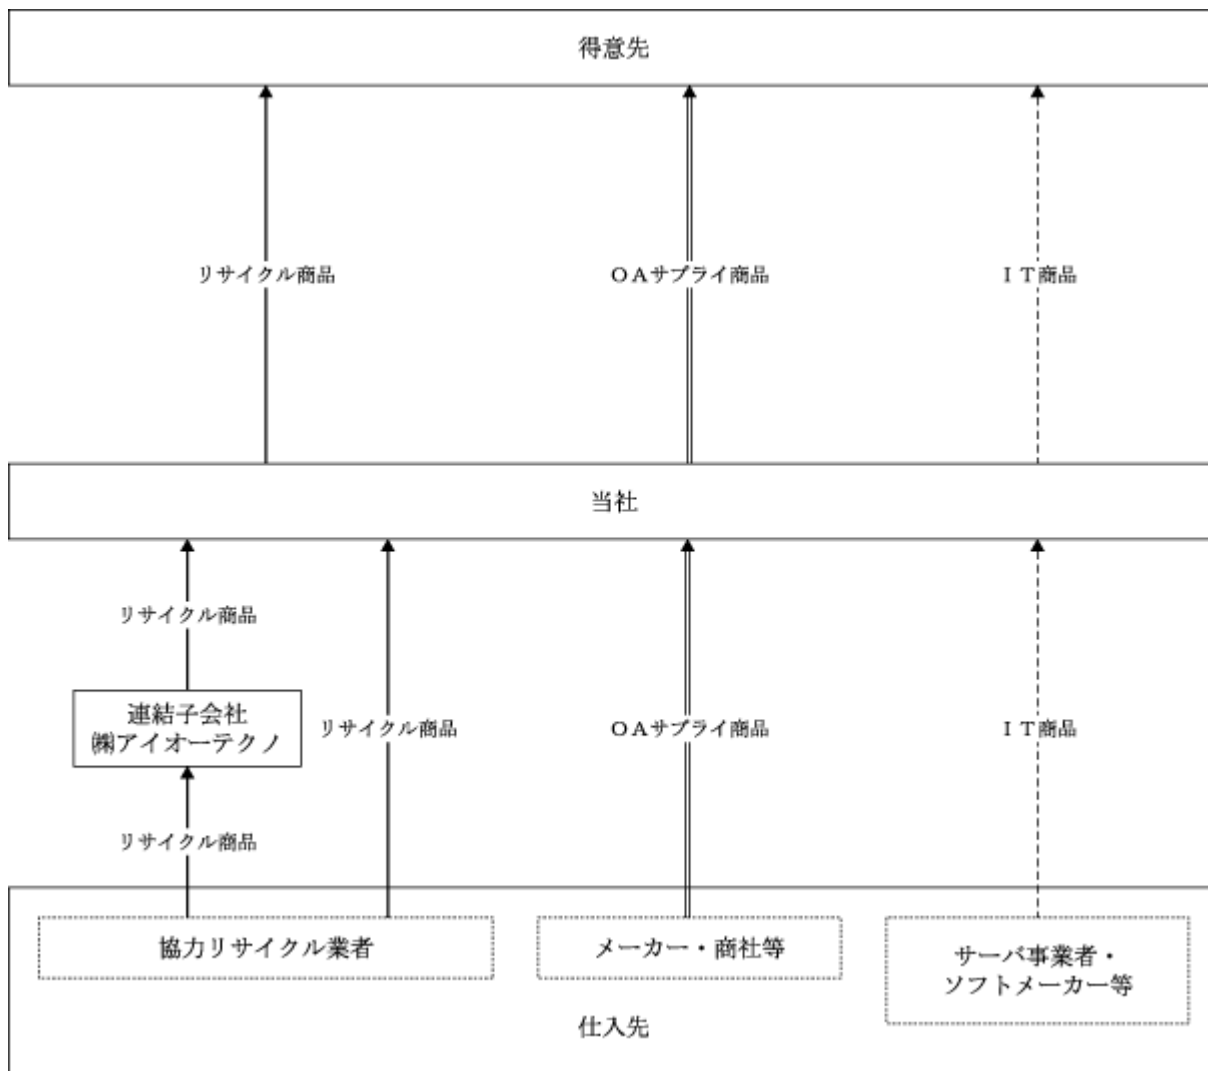 得意先
リサイクル商品
ＯＡサプライ商品
ＩＴ商品
当社
リサイクル商品
連結子会社
㈱アイオーテクノ
リサイクル商品
ＯＡサプライ商品
ＩＴ商品
リサイクル商品
協力リサイクル業者
メーカー・商社等
サーバ事業者・
ソフトメーカー等
仕入先